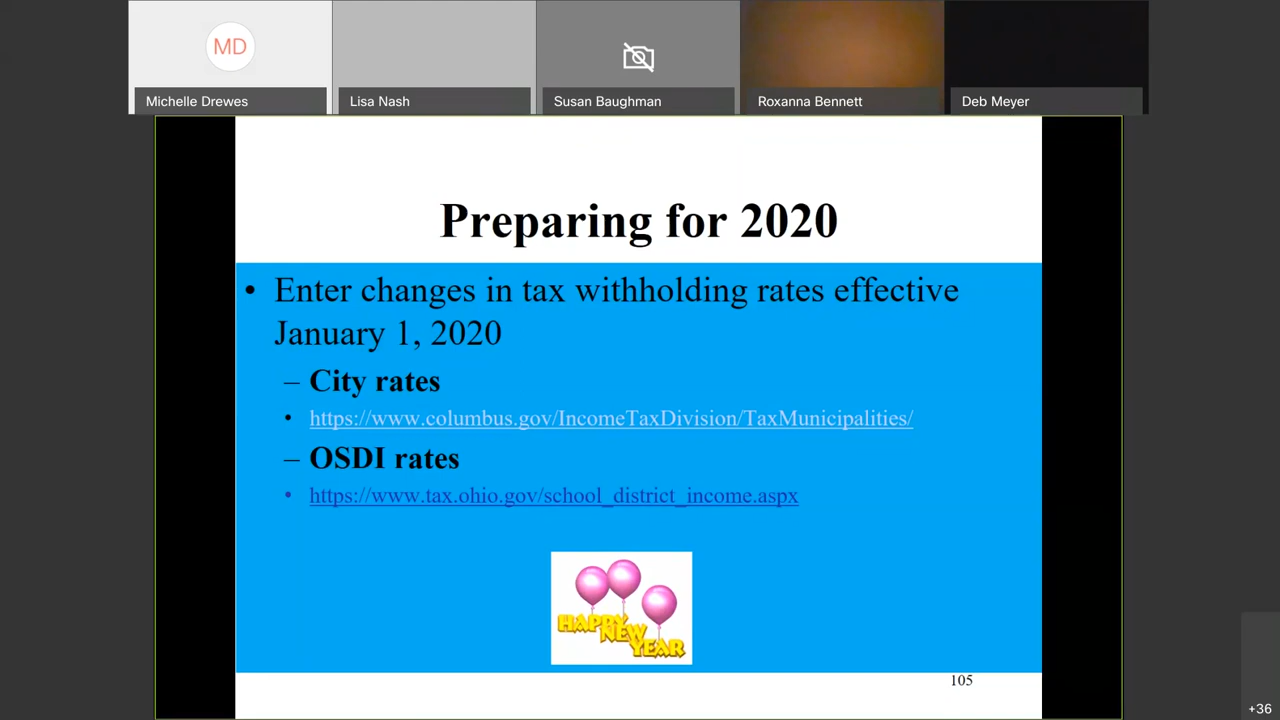 MD
Michelle Drewes
Lisa Nash
Susan Baughman
Roxanna Bennett
Deb Meyer
Preparing for 2020
• Enter changes in tax withholding rates effective
January 1, 2020
– City rates
• https://www.columbus.gov/IncomeTaxDivision/TaxMunicipalities/
– OSDI rates
• https://www.tax.ohio.gov/school_district_income.aspx
HAPPY
NEW
YEAR
105
+36